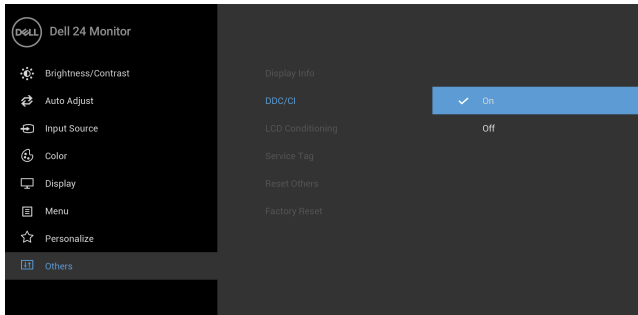 DELL Dell 24 Monitor
Brightness/Contrast
Auto Adjust
Input Source
Color
Display
Menu
Personalize
Others
Display Info
DDC/CI
LCD Conditioning
Service Tag
Reset Others
Factory Reset
On
Off